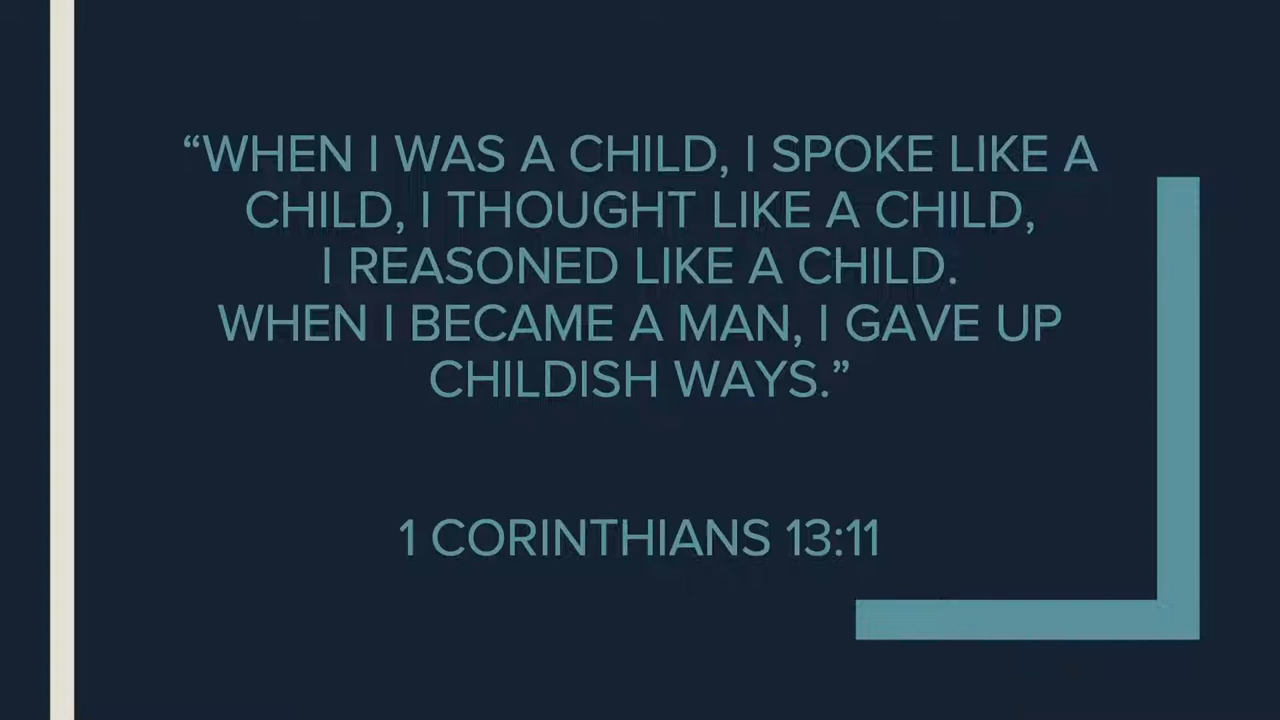 “WHEN I WAS A CHILD, I SPOKE LIKE A
CHILD, I THOUGHT LIKE A CHILD,
I REASONED LIKE A CHILD.
WHEN I BECAME A MAN, I GAVE UP
CHILDISH WAYS.”
1 CORINTHIANS 13:11